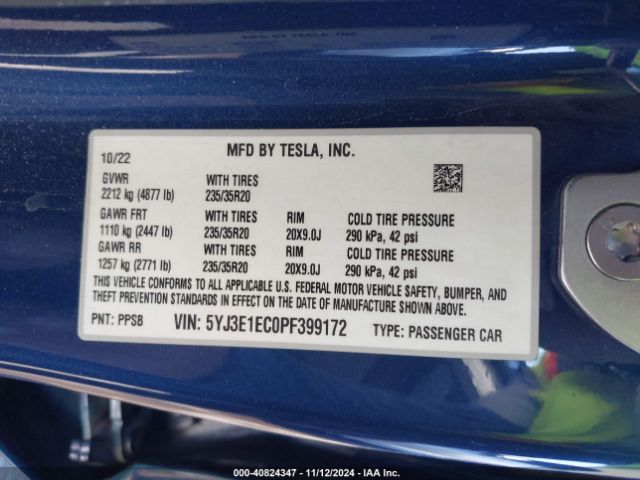 MFD BY TESLA, INC.
10/22
GVWR WITH TIRES
2212 kg (4877 lb) 235/35R20
GAWR FRT WITH TIRES RIM COLD TIRE PRESSURE
1110 kg (2447 lb) 235/35R20 20X9.0J 290 kPa, 42 psi
GAWR RR WITH TIRES RIM COLD TIRE PRESSURE
1257 kg (2771 lb) 235/35R20 20X9.0J 290 kPa, 42 psi
THIS VEHICLE CONFORMS TO ALL APPLICABLE U.S. FEDERAL MOTOR VEHICLE SAFETY, BUMPER, AND
THEFT PREVENTION STANDARDS IN EFFECT ON THE DATE OF MANUFACTURE SHOWN ABOVE.
PNT: PPSB VIN: 5YJ3E1EC0PF399172 TYPE: PASSENGER CAR
000-40824347 - 11/12/2024 - IAA Inc.